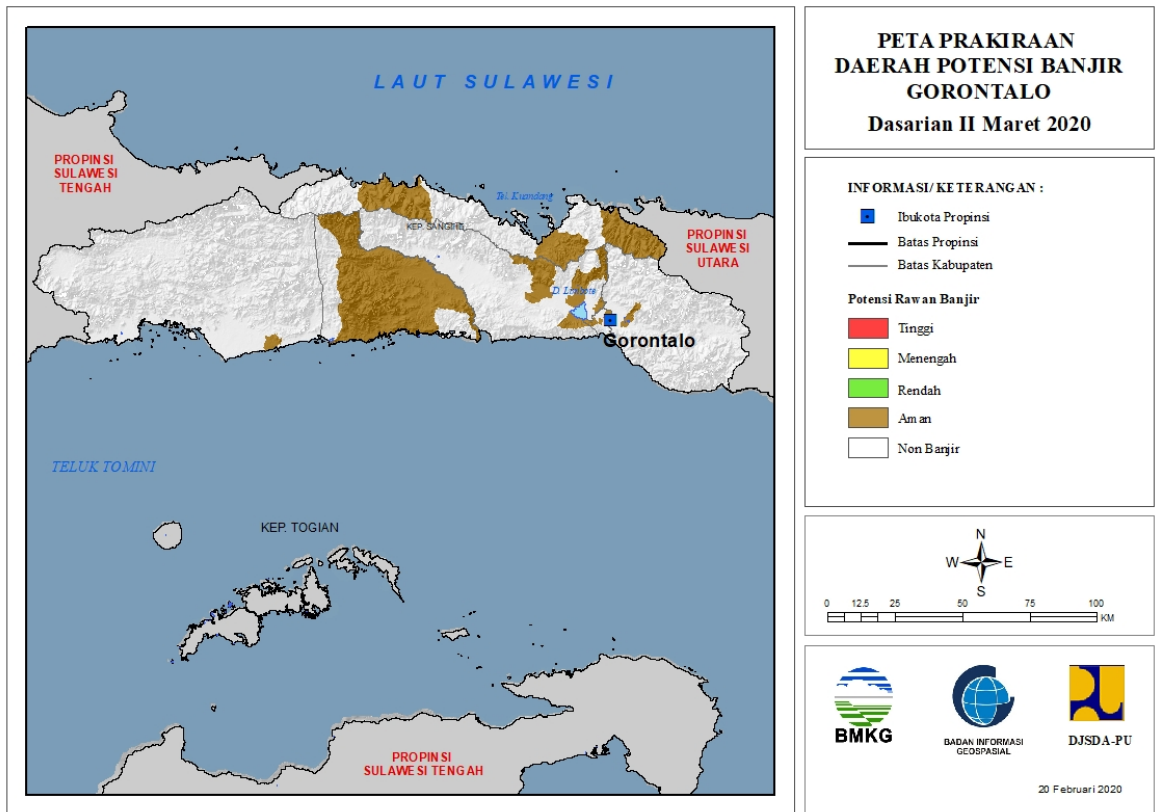 LAUT SULAWESI
PROPINSI
SULAWESI
TENGAH
Tel. Kuandang
KEP. SANGIHE
PROPINSI
SULAWESI
UTARA
D. Limboto
Gorontalo
TELUK TOMINI
KEP. TOGIAN
PROPINSI
SULAWESI TENGAH
PETA PRAKIRAAN
DAERAH POTENSI BANJIR
GORONTALO
Dasarian II Maret 2020
INFORMASI/ KETERANGAN :
Ibukota Propinsi
Batas Propinsi
Batas Kabupaten
Potensi Rawan Banjir
Tinggi
Menengah
Rendah
Aman
Non Banjir
N
W E
S
0 12.5 25 50 75 100
KM
BMKG
BADAN INFORMASI
GEOSPASIAL
DJSDA-PU
20 Februari 2020